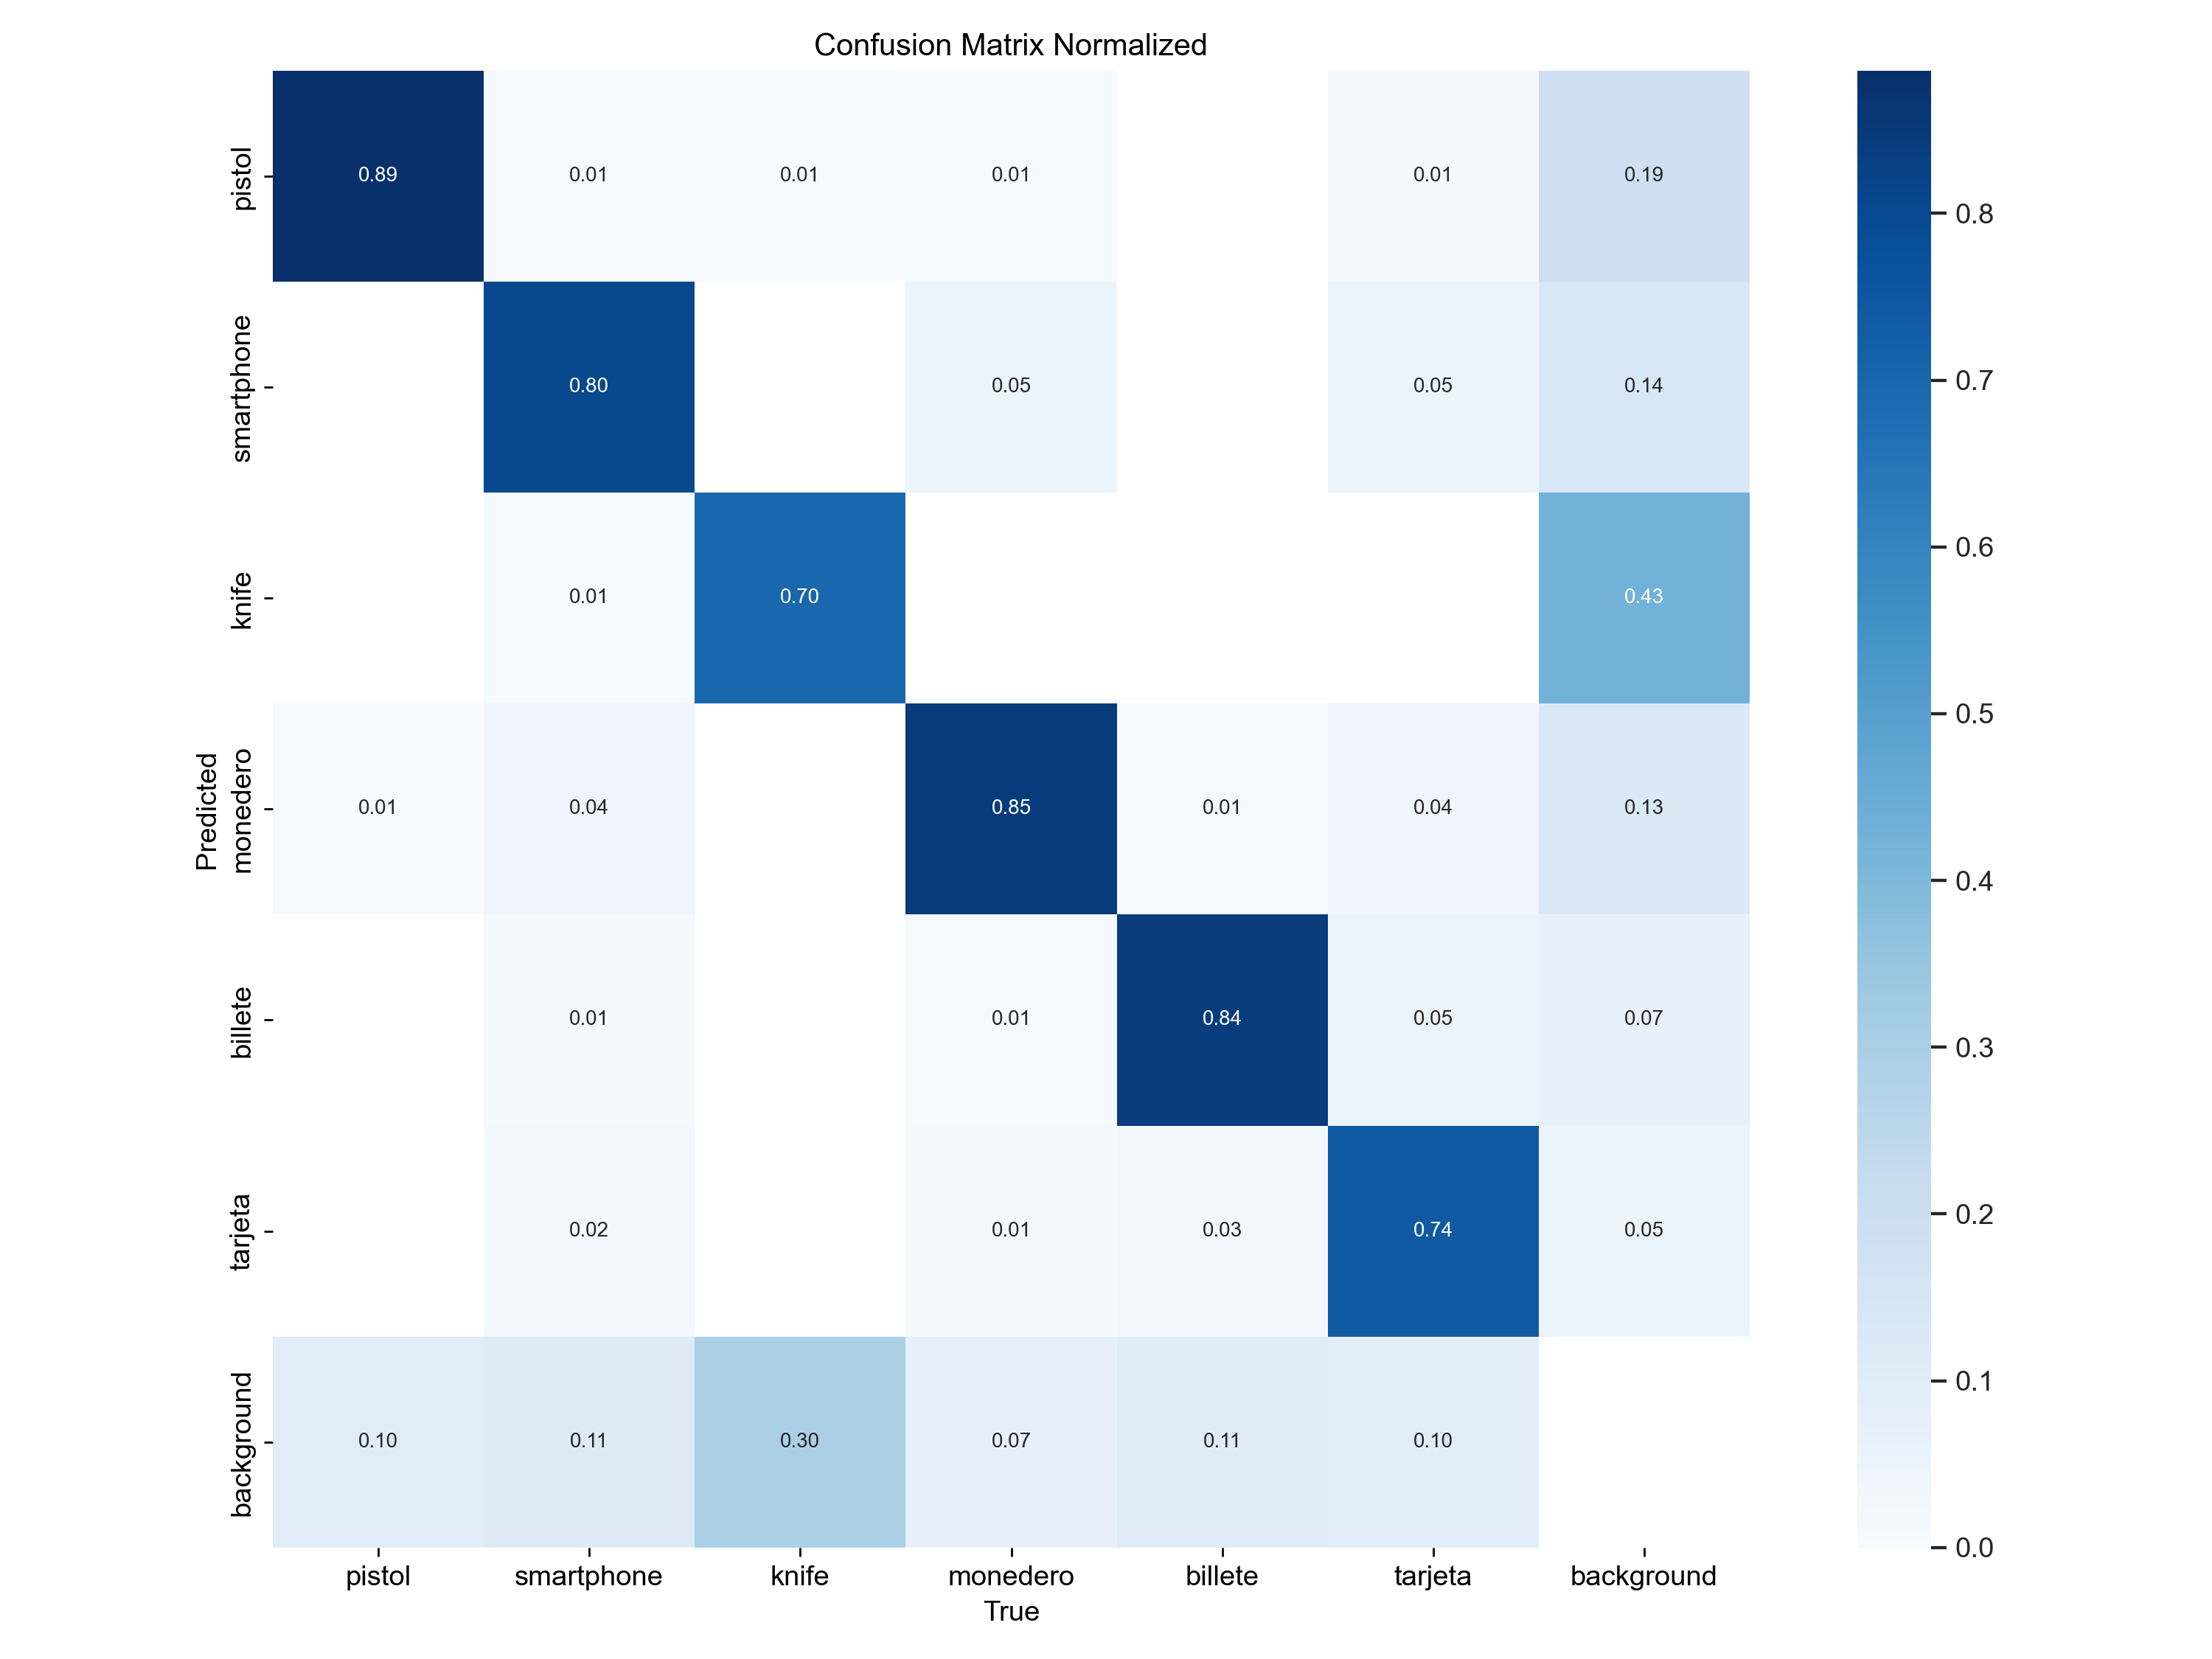 Confusion Matrix Normalized
pistol 0.89 0.01 0.01 0.01 0.01 0.19
smartphone 0.80 0.05 0.05 0.14
knife 0.01 0.70 0.43
Predicted
monedero 0.01 0.04 0.85 0.01 0.04 0.13
billete 0.01 0.01 0.84 0.05 0.07
tarjeta 0.02 0.01 0.03 0.74 0.05
background 0.10 0.11 0.30 0.07 0.11 0.10
pistol smartphone knife monedero billete tarjeta background
True
0.8
0.7
0.6
0.5
0.4
0.3
0.2
0.1
0.0